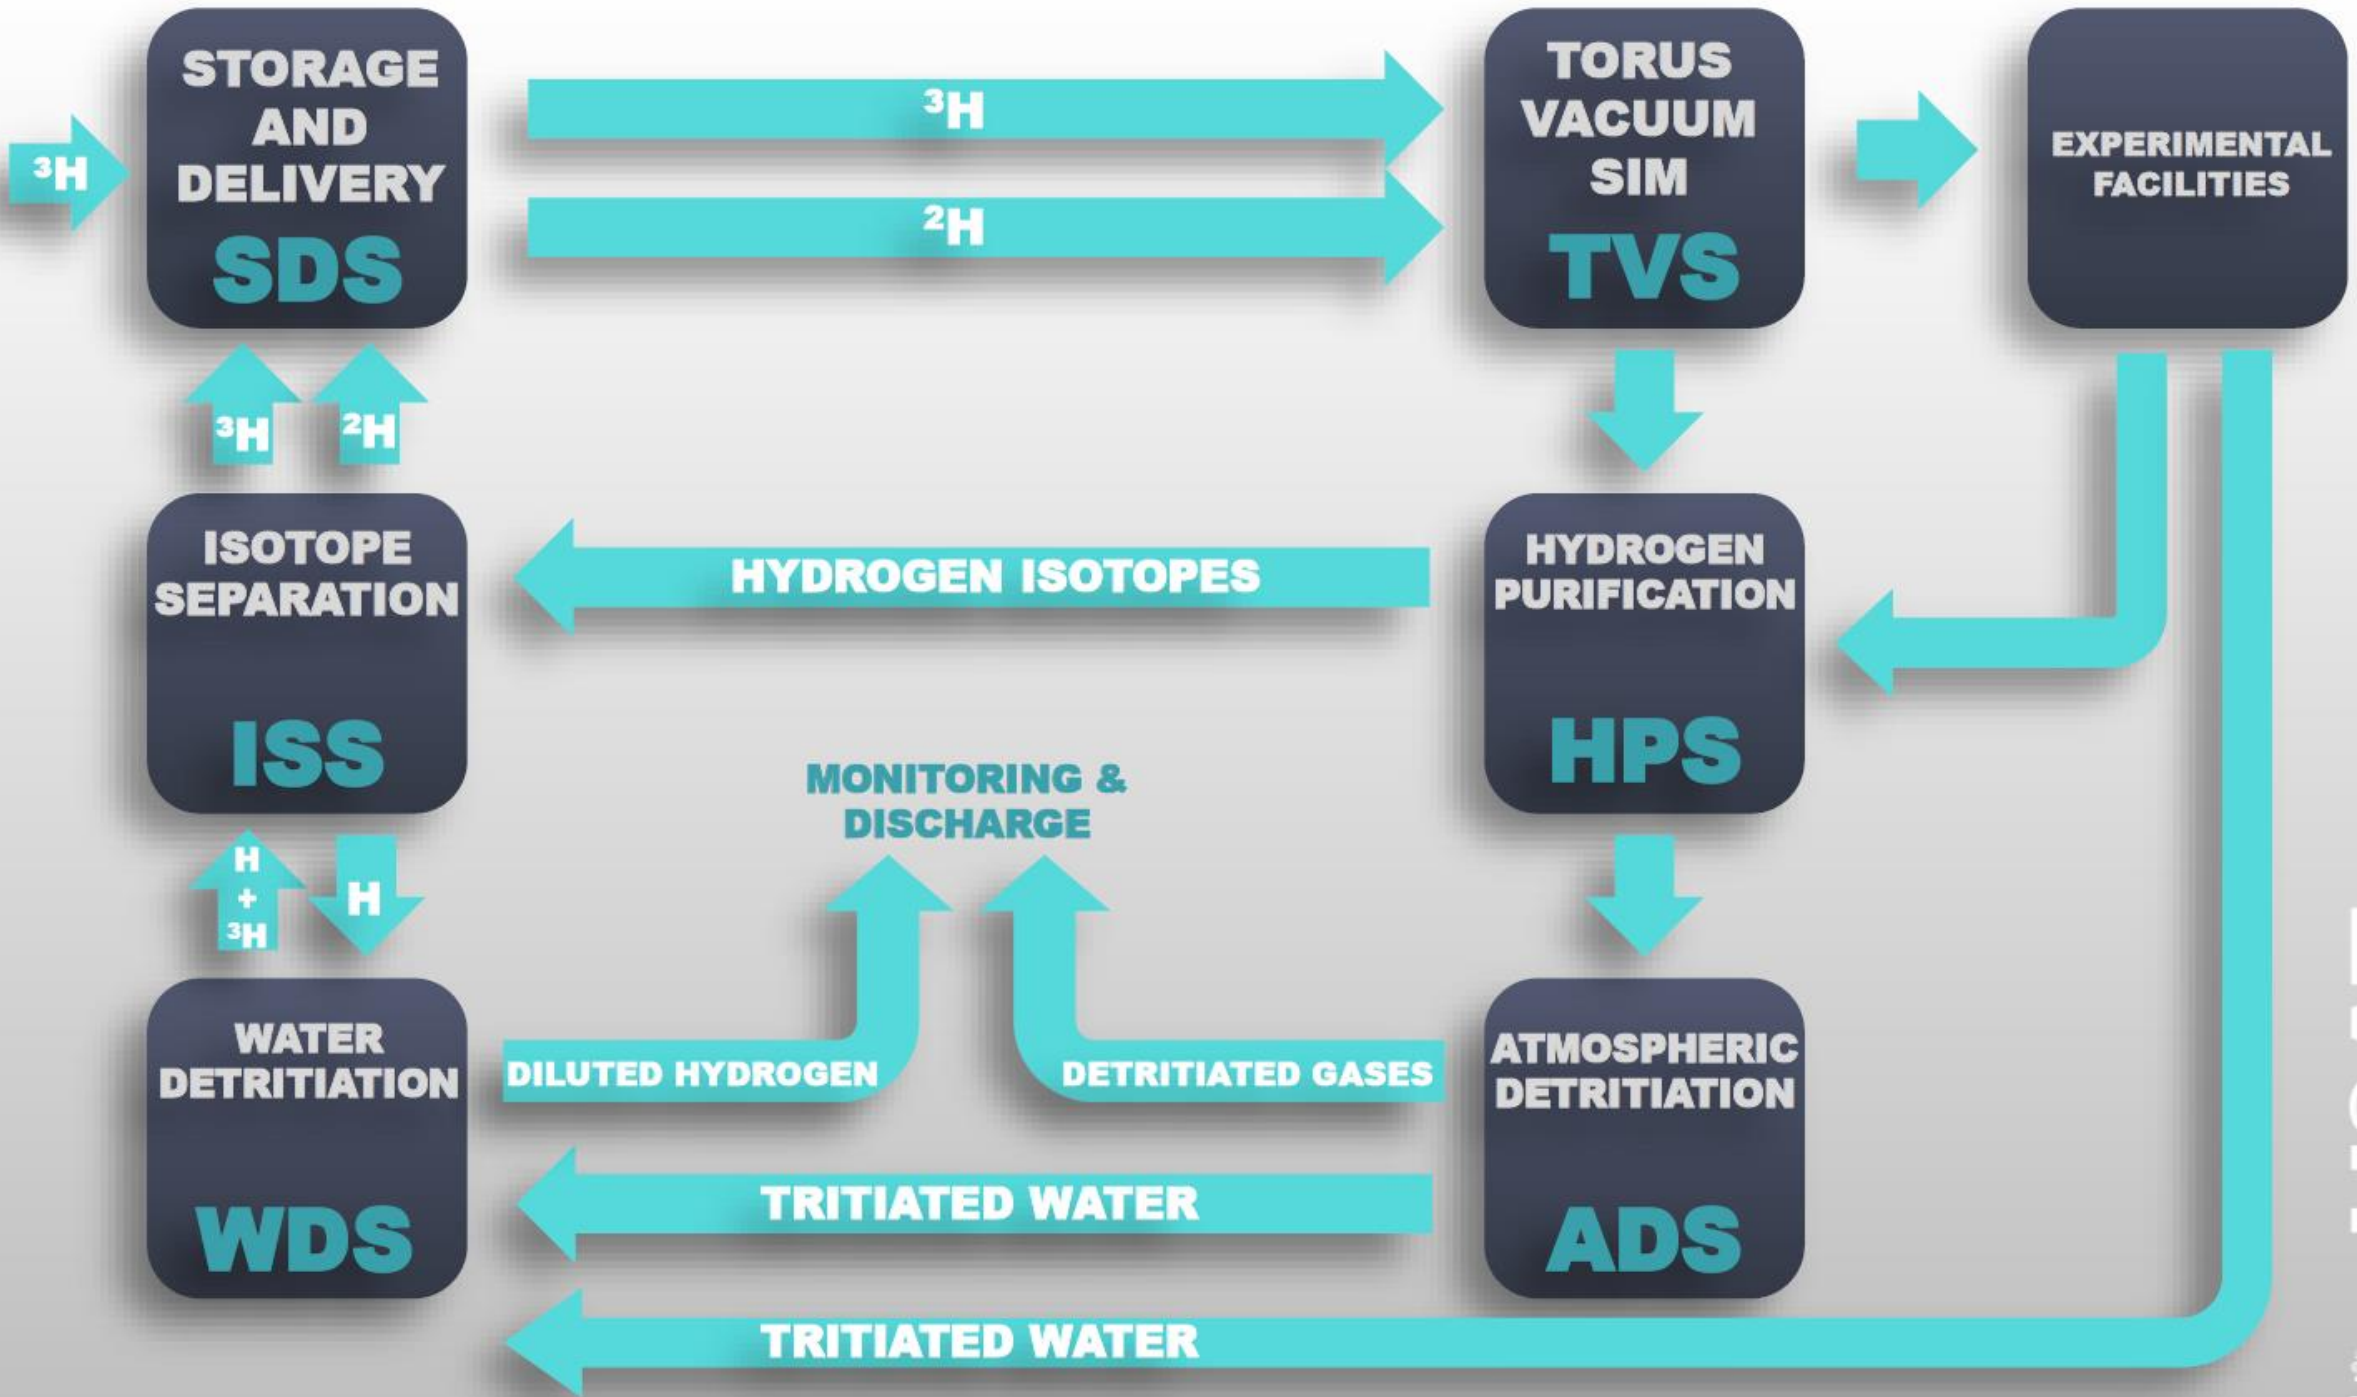 STORAGE
AND
DELIVERY
SDS
³H
³H
²H
TORUS
VACUUM
SIM
TVS
EXPERIMENTAL
FACILITIES
³H
²H
ISOTOPE
SEPARATION
ISS
HYDROGEN ISOTOPES
HYDROGEN
PURIFICATION
HPS
MONITORING &
DISCHARGE
H
+
³H
H
WATER
DETRITIATION
WDS
DILUTED HYDROGEN
DETRITIATED GASES
ATMOSPHERIC
DETRITIATION
ADS
TRITIATED WATER
TRITIATED WATER